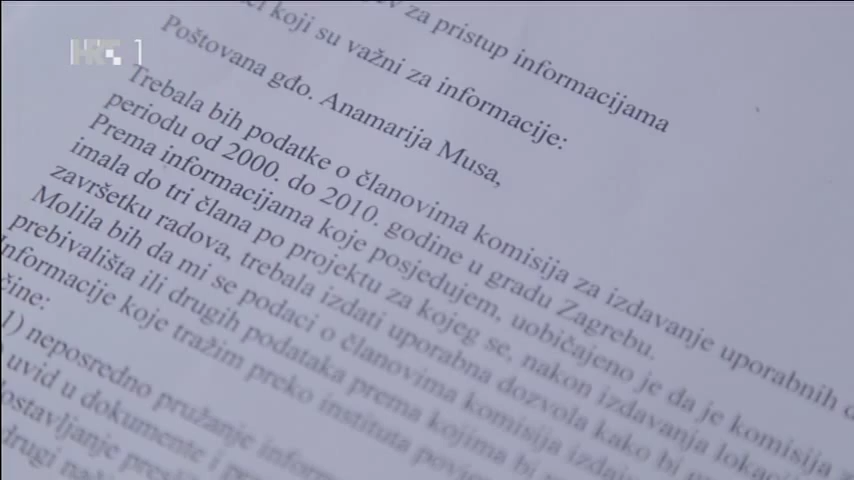 HRT 1
za pristup informacijama
koji su važni za informacije:
Poštovana gđo. Anamarija Musa,
Trebala bih podatke o članovima komisija za izdavanje uporabnih
periodu od 2000. do 2010. godine u gradu Zagrebu.
Prema informacijama koje posjedujem, uobičajeno je da je komisija
imala do tri člana po projektu za kojeg se, nakon izdavanja
završetku radova, trebala izdati uporabna dozvola kako bi
Molila bih da mi se podaci o članovima komisija
prebivališta ili drugih podataka prema kojima bi
Informacije koje tražim preko instituta
1) neposredno pružanje
uvid u dokumente i
drugi